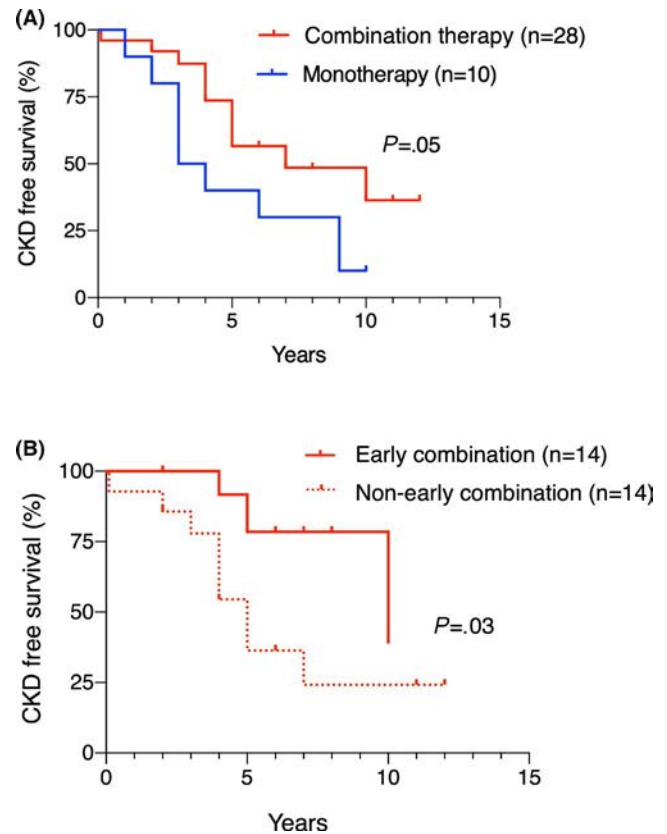 (A)
Combination therapy (n=28)
Monotherapy (n=10)
P=.05
CKD free survival (%)
100
75
50
25
0
0 5 10 15
Years
(B)
Early combination (n=14)
Non-early combination (n=14)
P=.03
CKD free survival (%)
100
75
50
25
0
0 5 10 15
Years